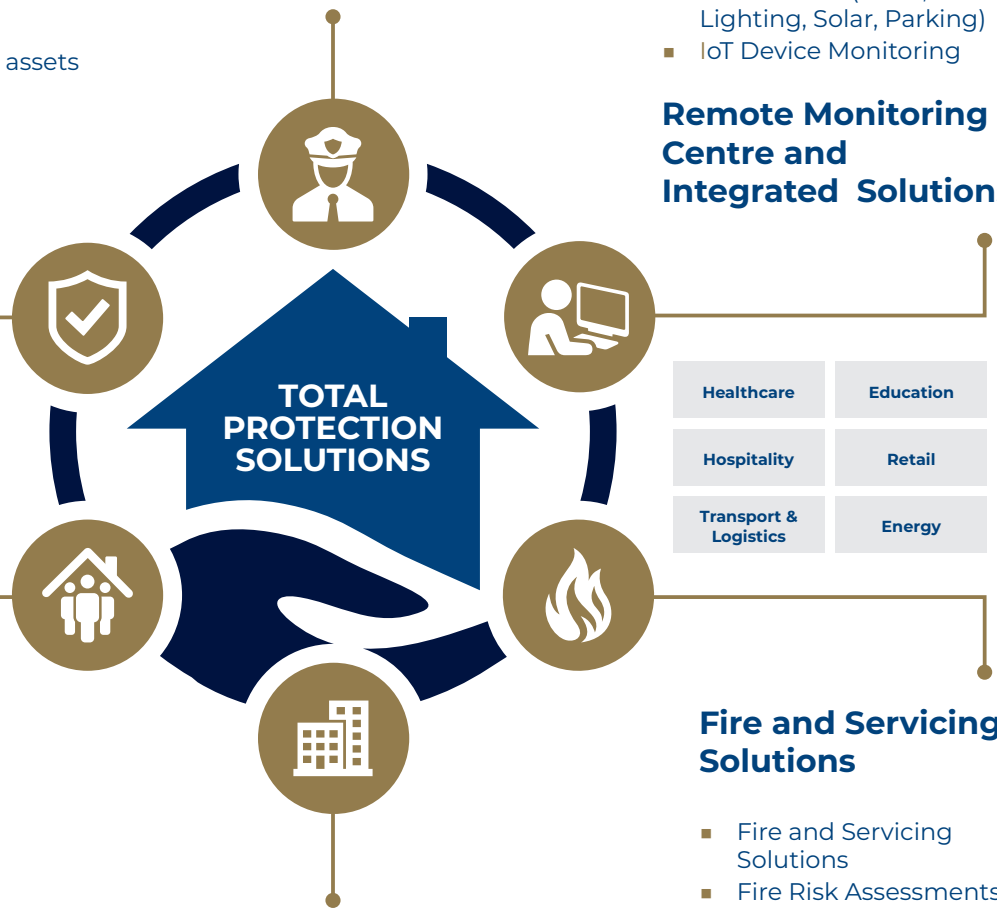 assets
Lighting, Solar, Parking)
IoT Device Monitoring
Remote Monitoring
Centre and
Integrated Solution
TOTAL
PROTECTION
SOLUTIONS
Healthcare
Education
Hospitality
Retail
Transport &
Logistics
Energy
Fire and Servicing
Solutions
Fire and Servicing
Solutions
Fire Risk Assessments